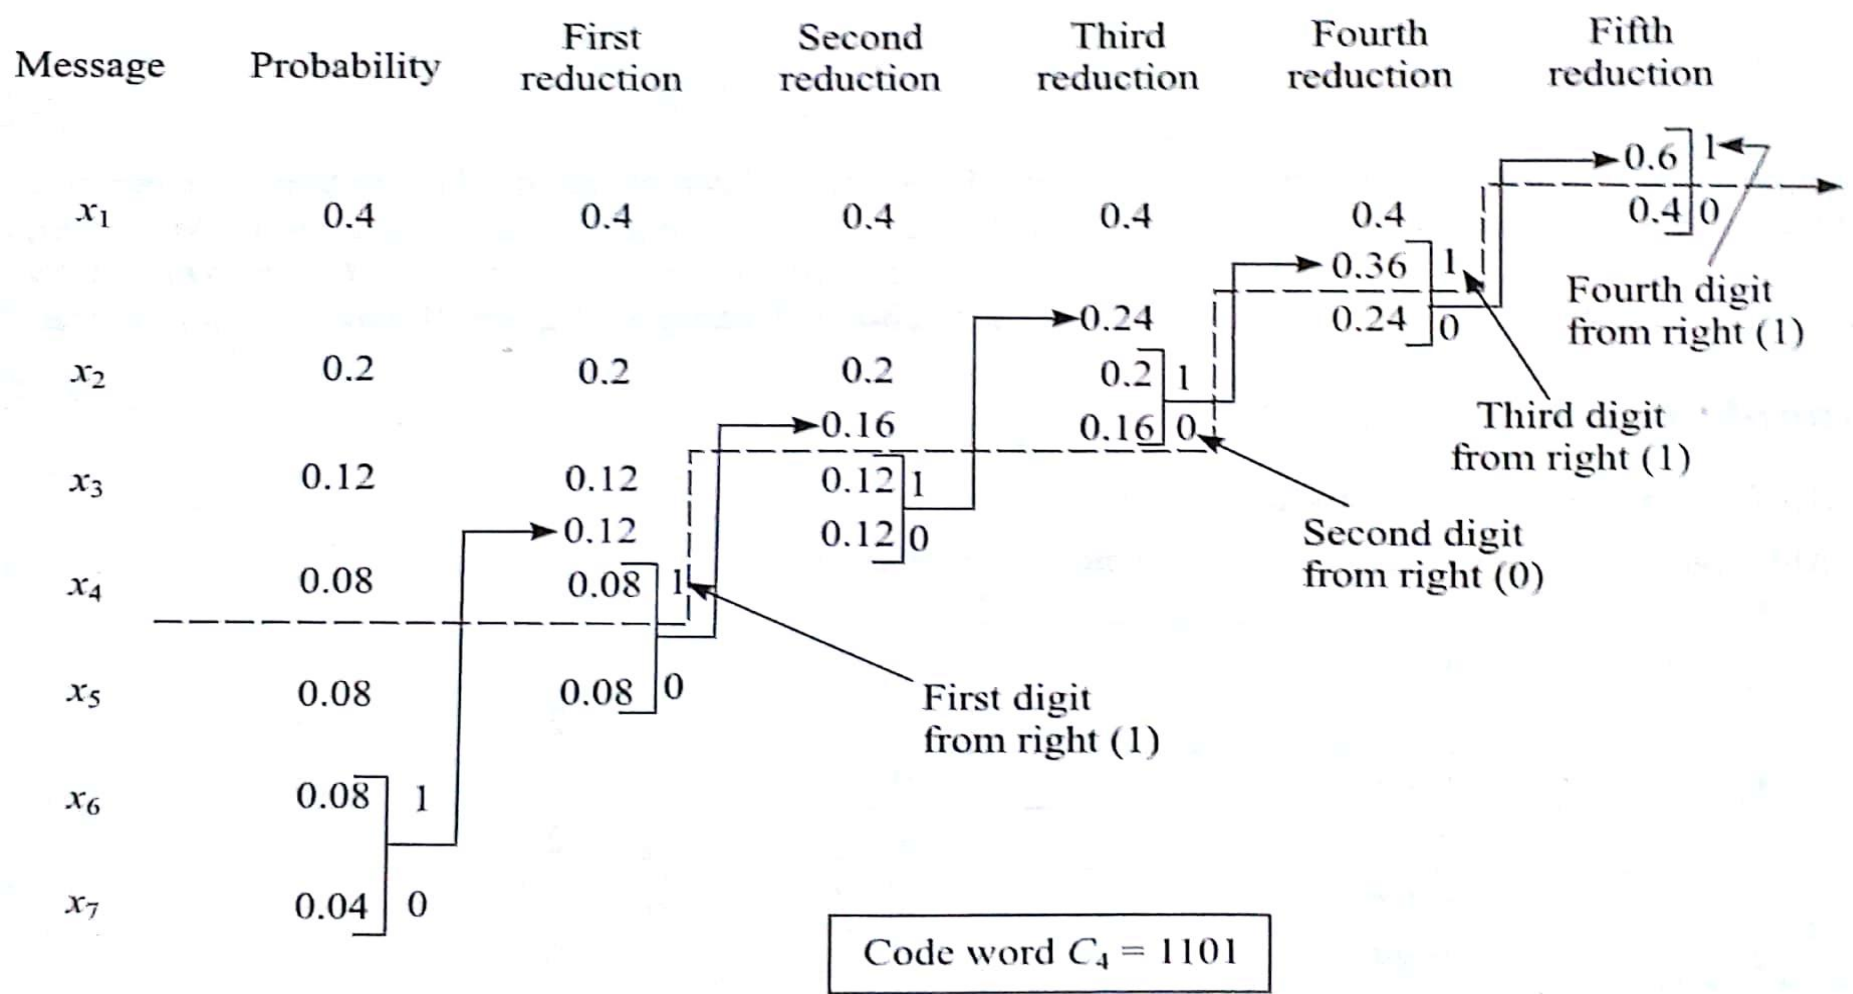 Message Probability First reduction Second reduction Third reduction Fourth reduction Fifth reduction
0.6 1
x1 0.4 0.4 0.4 0.4 0.4 0.4 0
0.36 1
Fourth digit
from right (1)
0.24 0.24 0
x2 0.2 0.2 0.2 0.2 1
0.16 0.16 0
Third digit
from right (1)
x3 0.12 0.12 0.12 1
0.12 0.12 0
Second digit
from right (0)
x4 0.08 0.08 1
x5 0.08 0.08 0
First digit
from right (1)
x6 0.08 1
x7 0.04 0
Code word C4 = 1101